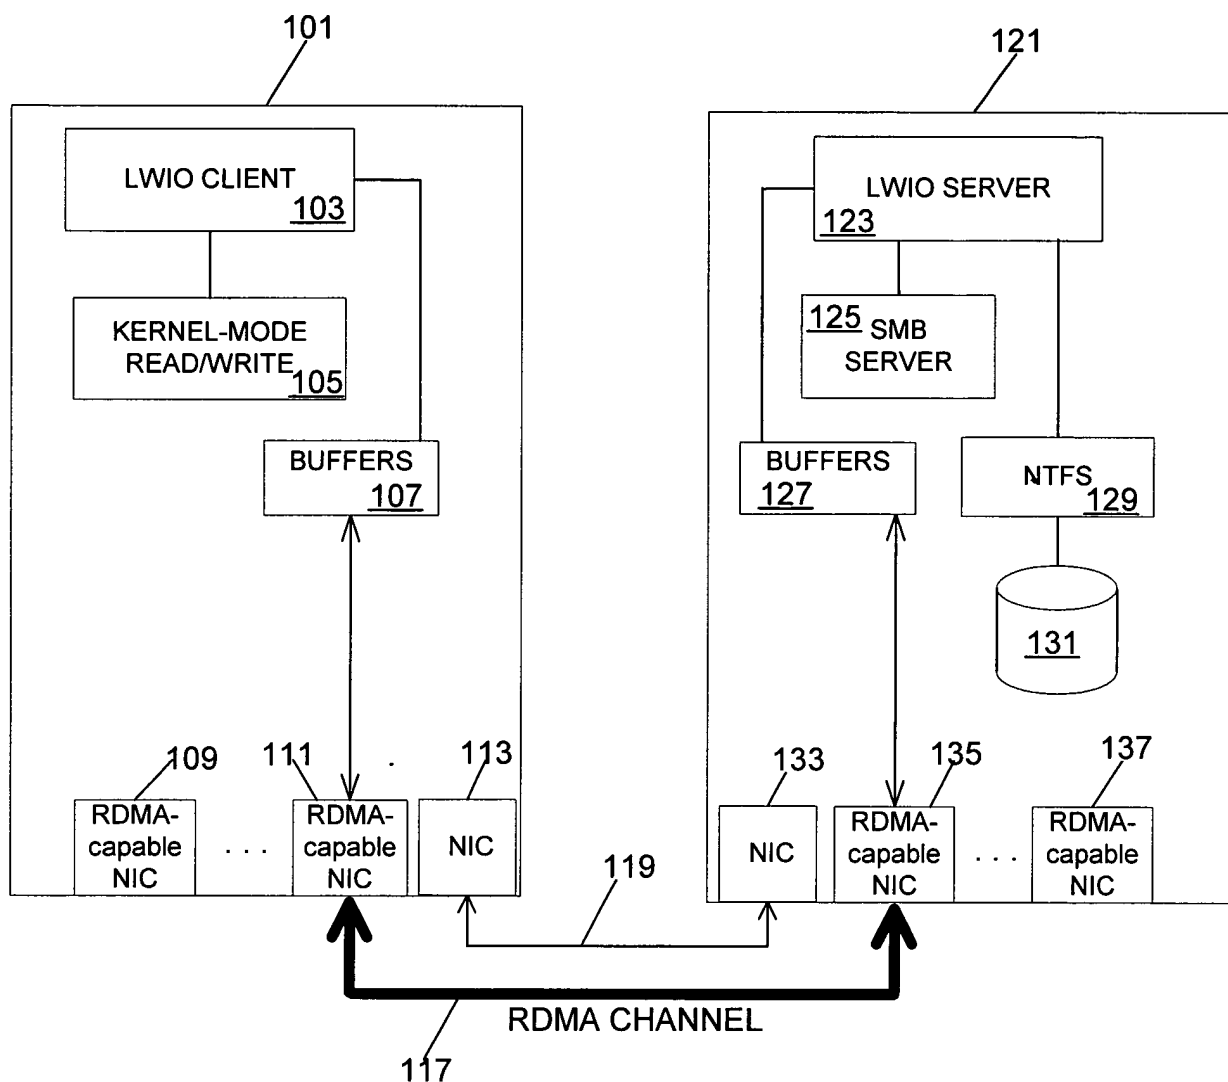 101
121
LWIO CLIENT
103
LWIO SERVER
123
KERNEL-MODE
READ/WRITE
105
125
SMB
SERVER
BUFFERS
107
BUFFERS
127
NTFS
129
131
109
111
113
133
135
137
RDMA-
capable
NIC
. . .
RDMA-
capable
NIC
NIC
NIC
RDMA-
capable
NIC
. . .
RDMA-
capable
NIC
119
RDMA CHANNEL
117